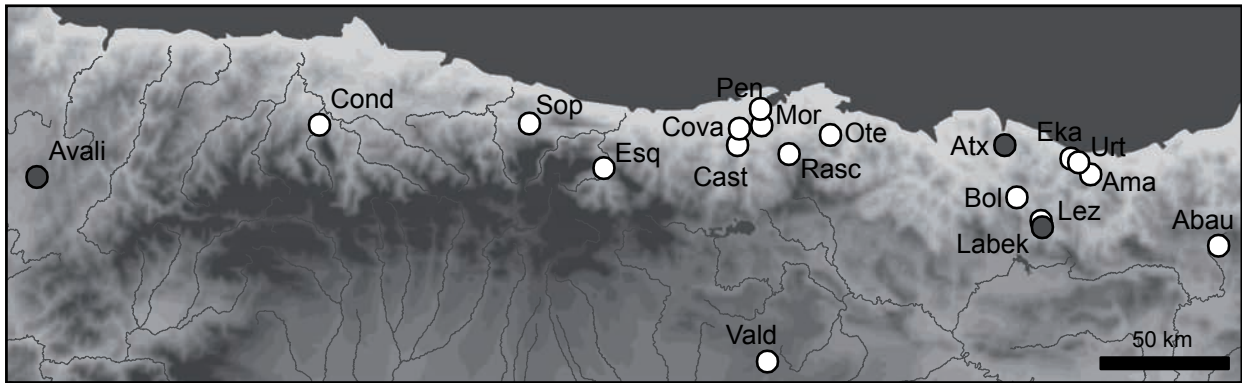 Pen
Cond
Sop
Mor
Cova
Ote
Eka
Urt
Avali
Atx
Esq
Rasc
Cast
Ama
Bol
Lez
Abau
Labek
Vald
50 km